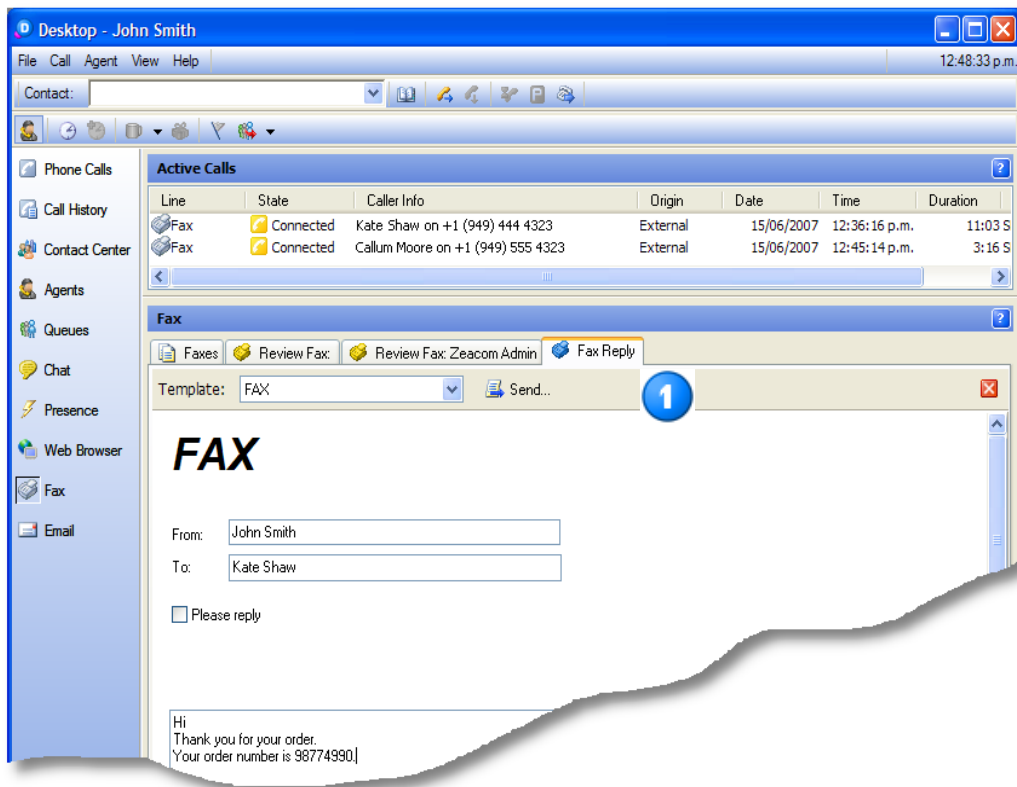 Desktop - John Smith
File Call Agent View Help 12:48:33 p.m.
Contact:
Phone Calls
Call History
Contact Center
Agents
Queues
Chat
Presence
Web Browser
Fax
Email
Active Calls ?
Line State Caller Info Origin Date Time Duration
Fax Connected Kate Shaw on +1 (949) 444 4323 External 15/06/2007 12:36:16 p.m. 11:03 S
Fax Connected Callum Moore on +1 (949) 555 4323 External 15/06/2007 12:45:14 p.m. 3:16 S
Fax ?
Faxes Review Fax: Review Fax: Zeacom Admin Fax Reply
Template: FAX Send... 1
FAX
From: John Smith
To: Kate Shaw
Please reply
Hi
Thank you for your order.
Your order number is 98774990.